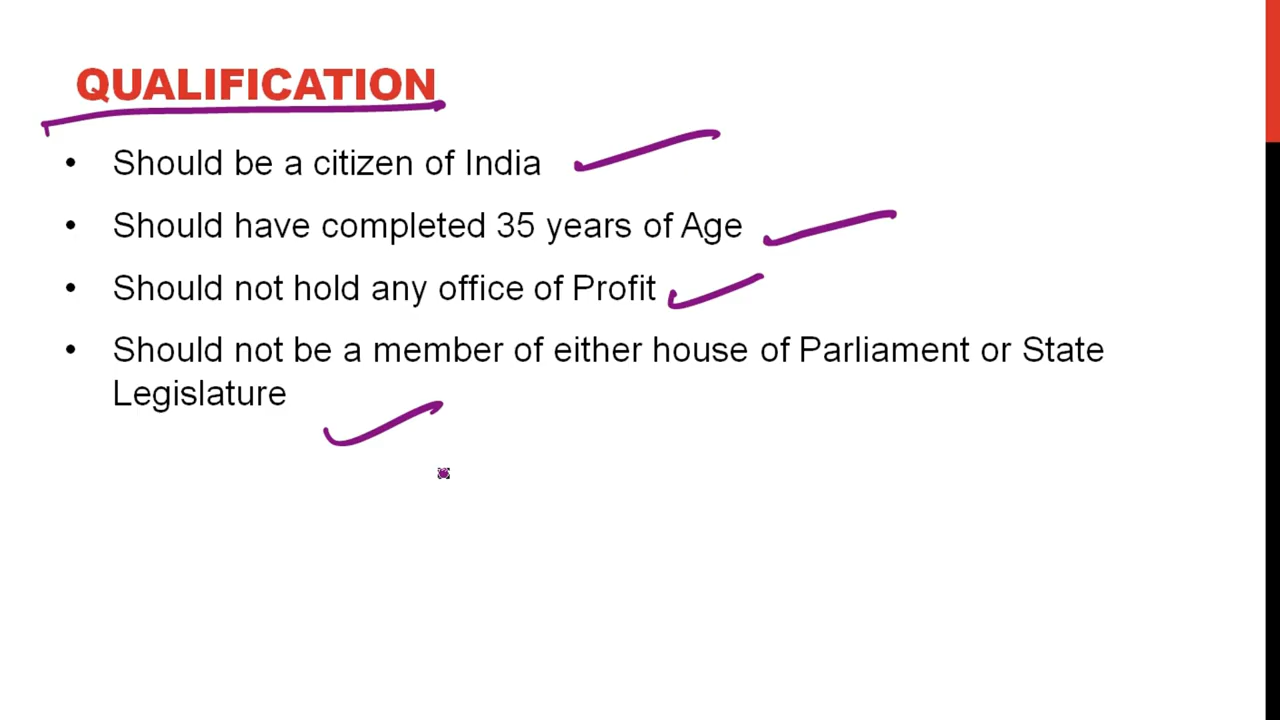 QUALIFICATION
• Should be a citizen of India
• Should have completed 35 years of Age
• Should not hold any office of Profit
• Should not be a member of either house of Parliament or State
Legislature